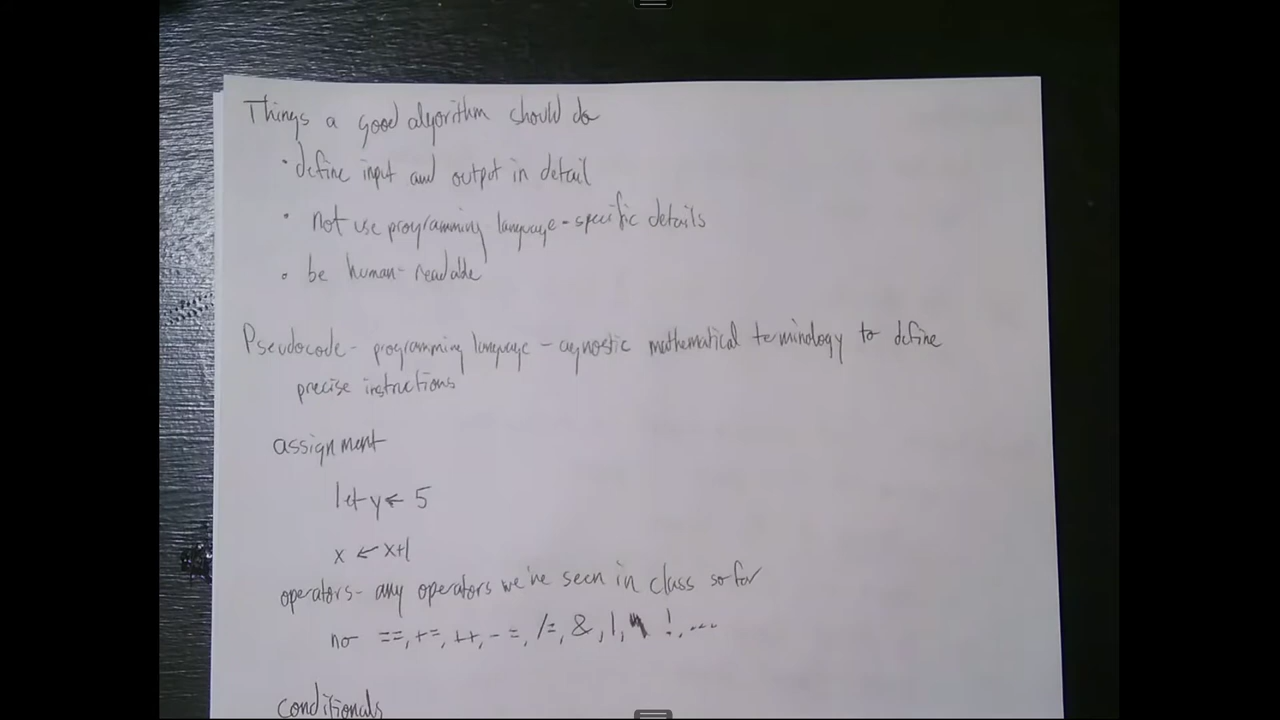 Things a good algorithm should do
• define input and output in detail
• not use programming language-specific details
• be human-readable
Pseudocode - programming language-agnostic mathematical terminology to define
precise instructions
assignment
let y ← 5
x ← x+1
operators - any operators we've seen in class so far
no ==, +=, ++, -=, /=, &, |, !, ...
conditionals